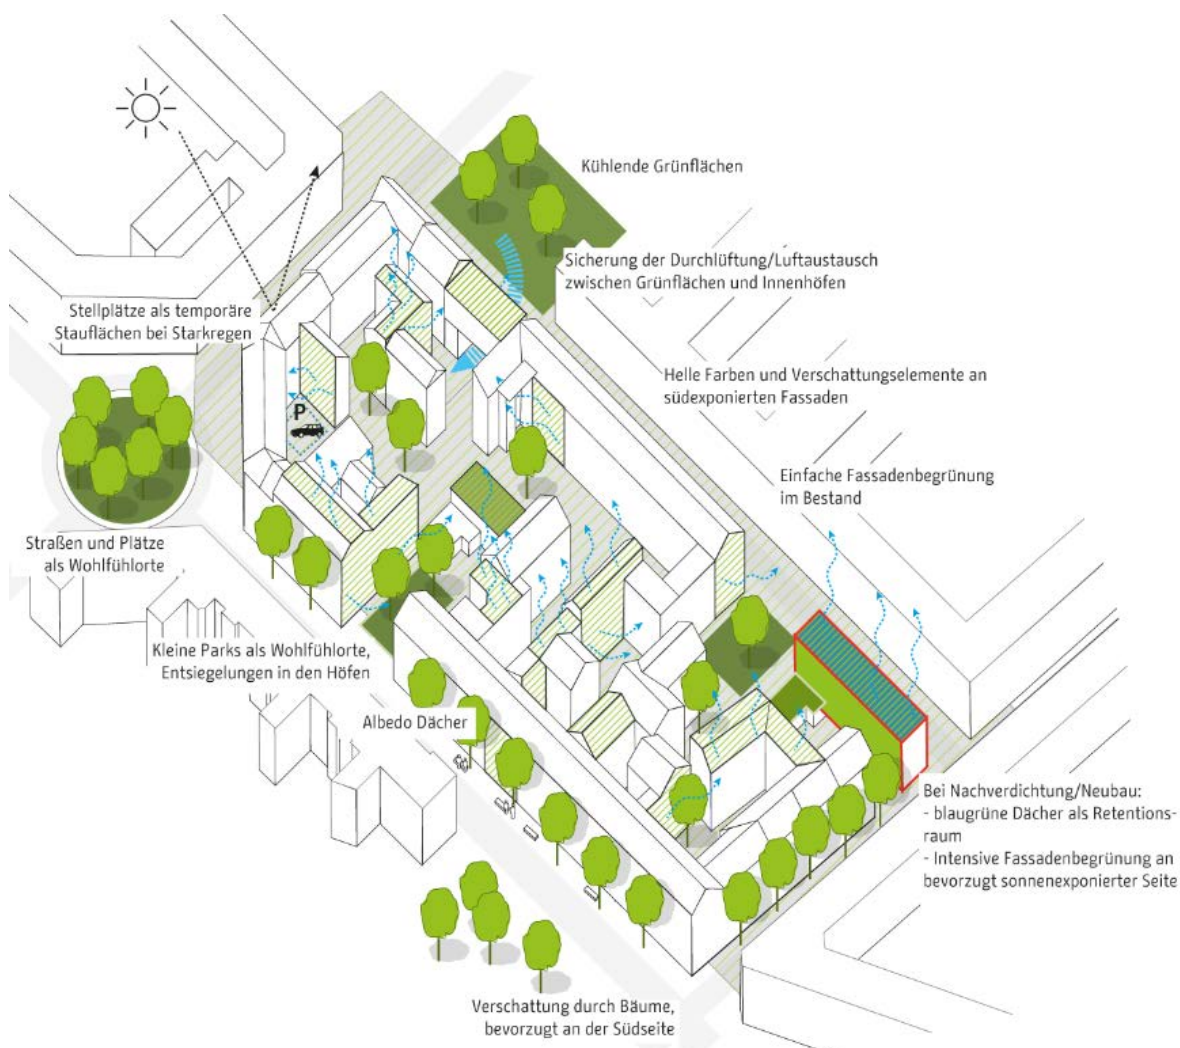 Kühlende Grünflächen
Sicherung der Durchlüftung/Luftaustausch
zwischen Grünflächen und Innenhöfen
Stellplätze als temporäre
Stauflächen bei Starkregen
Helle Farben und Verschattungselemente an
südexponierten Fassaden
P
Einfache Fassadenbegrünung
im Bestand
Straßen und Plätze
als Wohlfühlorte
Kleine Parks als Wohlfühlorte,
Entsiegelungen in den Höfen
Albedo Dächer
Bei Nachverdichtung/Neubau:
- blaugrüne Dächer als Retentions-
raum
- Intensive Fassadenbegrünung an
bevorzugt sonnenexponierter Seite
Verschattung durch Bäume,
bevorzugt an der Südseite